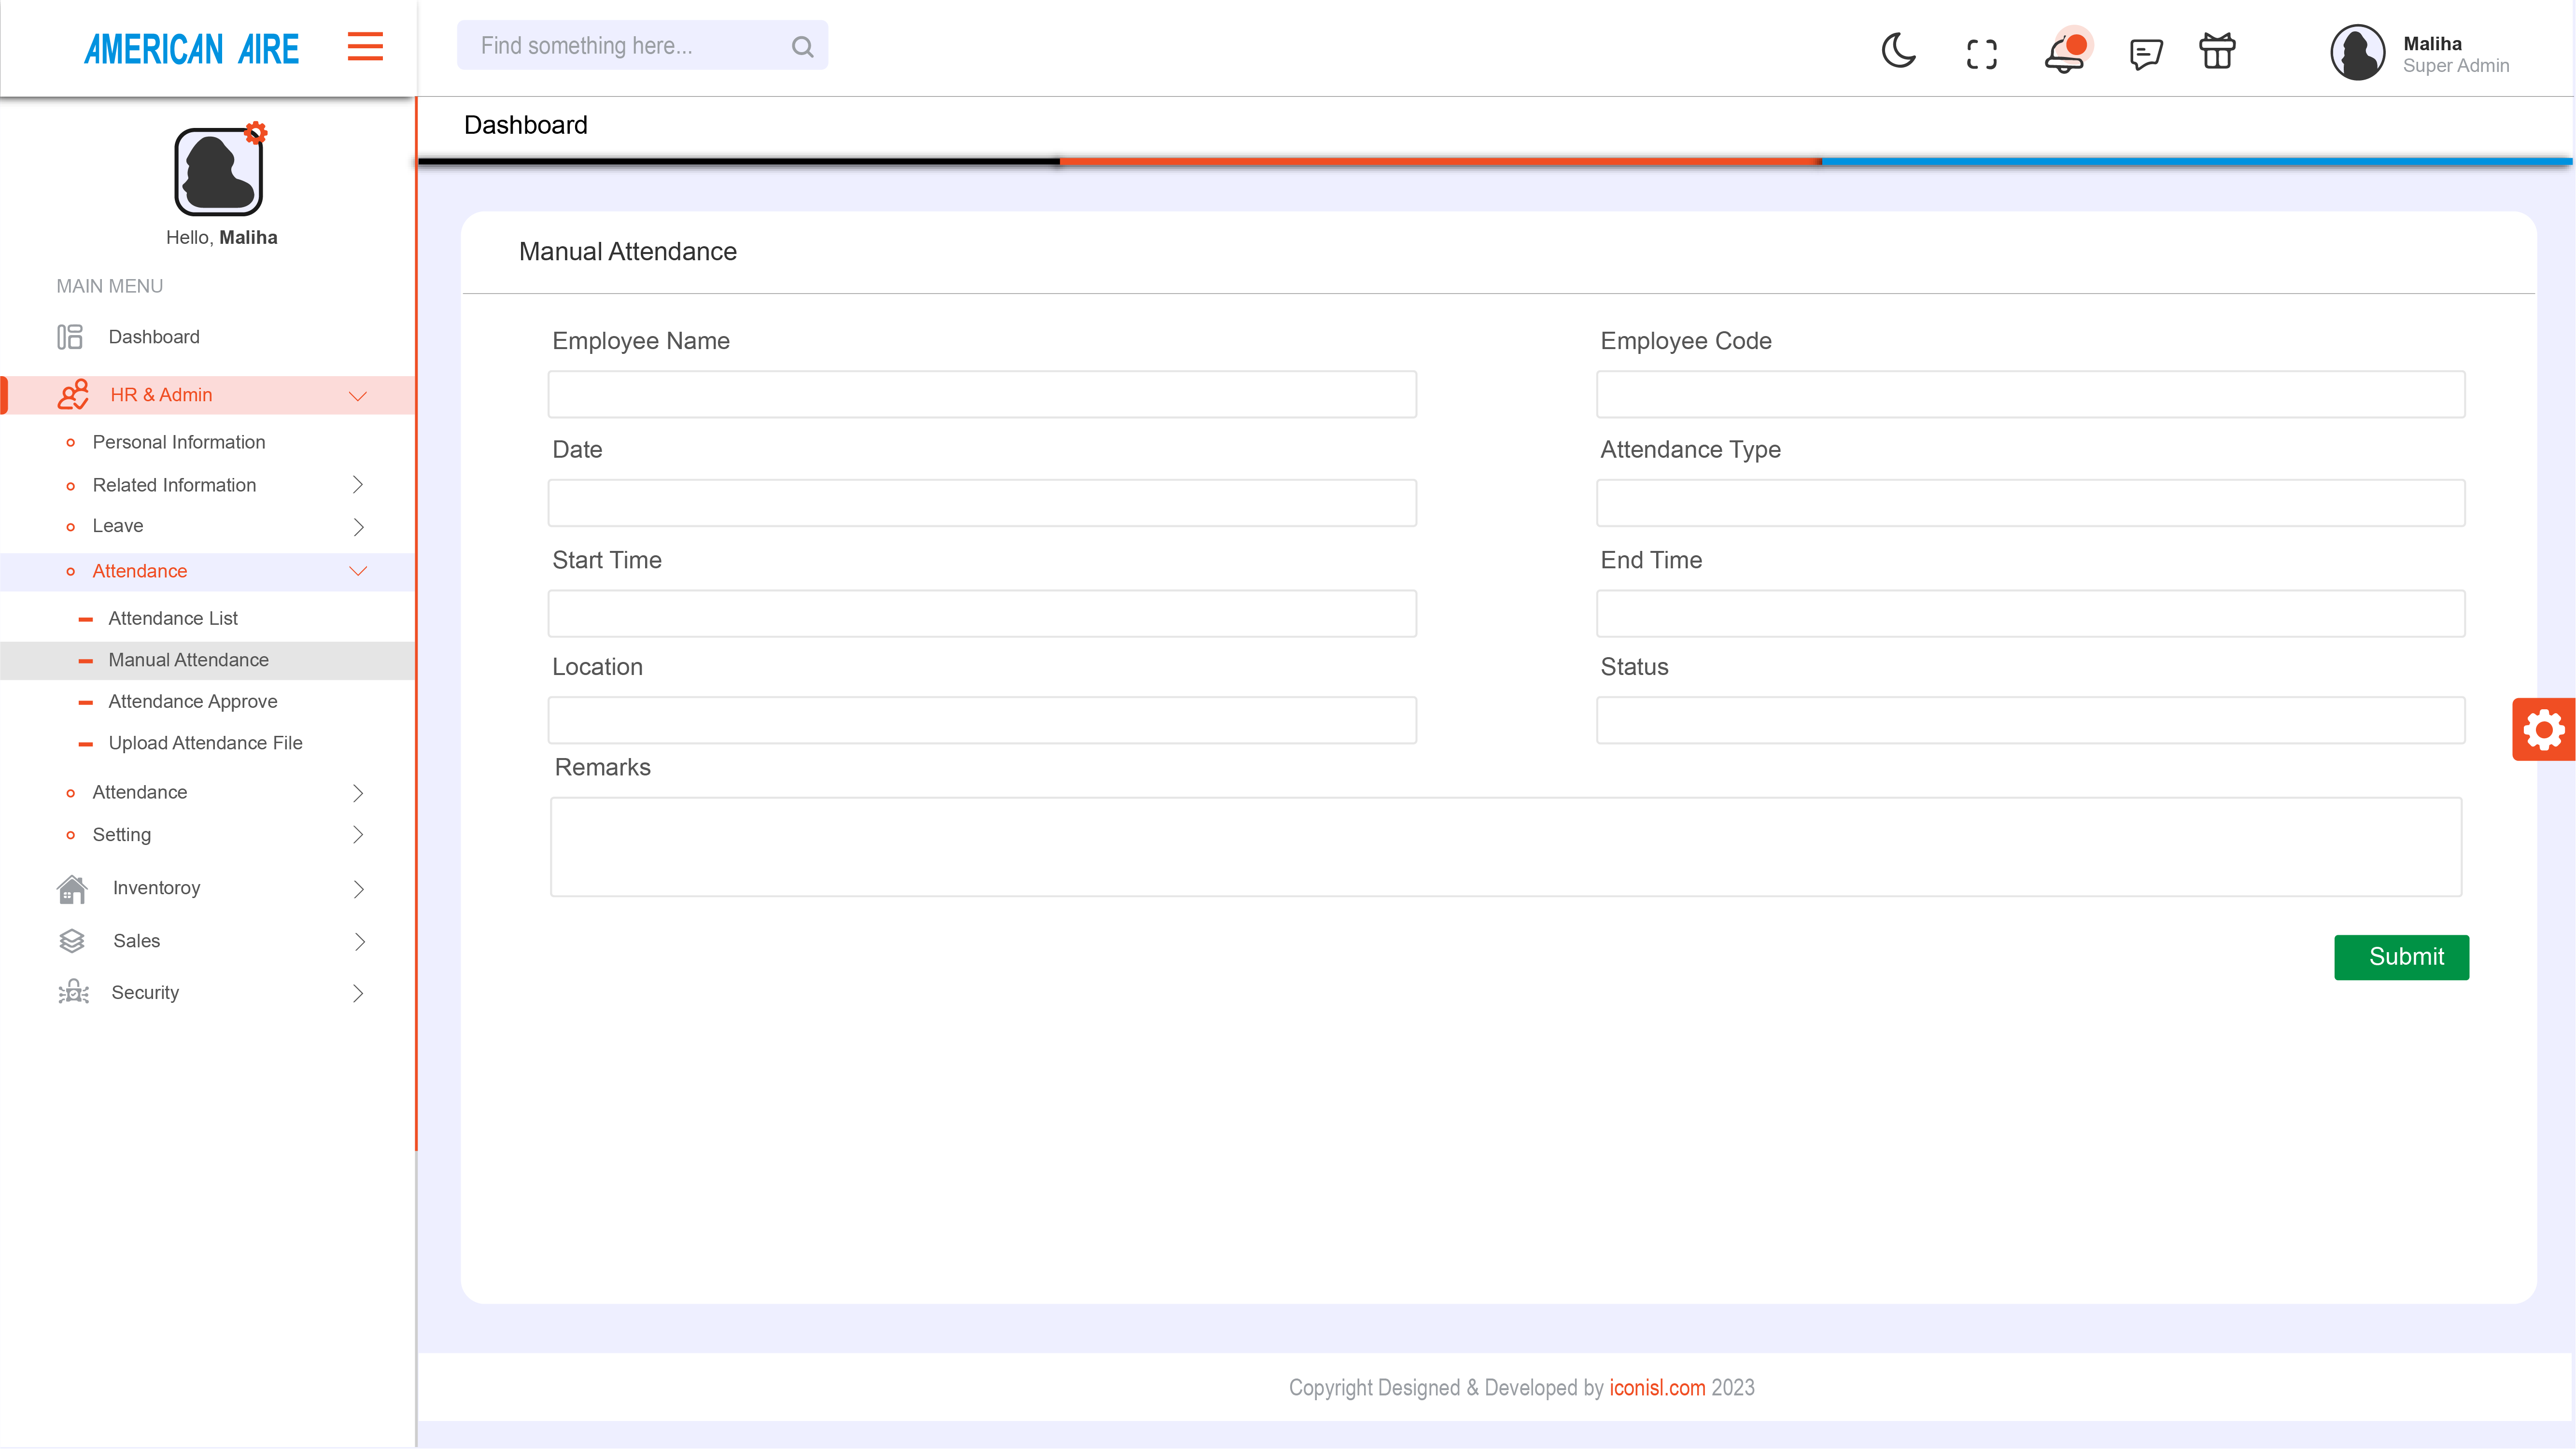 AMERICAN AIRE
Find something here...
Maliha
Super Admin
Dashboard
Hello, Maliha
MAIN MENU
Dashboard
HR & Admin
Personal Information
Related Information
Leave
Attendance
Attendance List
Manual Attendance
Attendance Approve
Upload Attendance File
Attendance
Setting
Inventoroy
Sales
Security
Manual Attendance
Employee Name
Employee Code
Date
Attendance Type
Start Time
End Time
Location
Status
Remarks
Submit
Copyright Designed & Developed by iconisl.com 2023